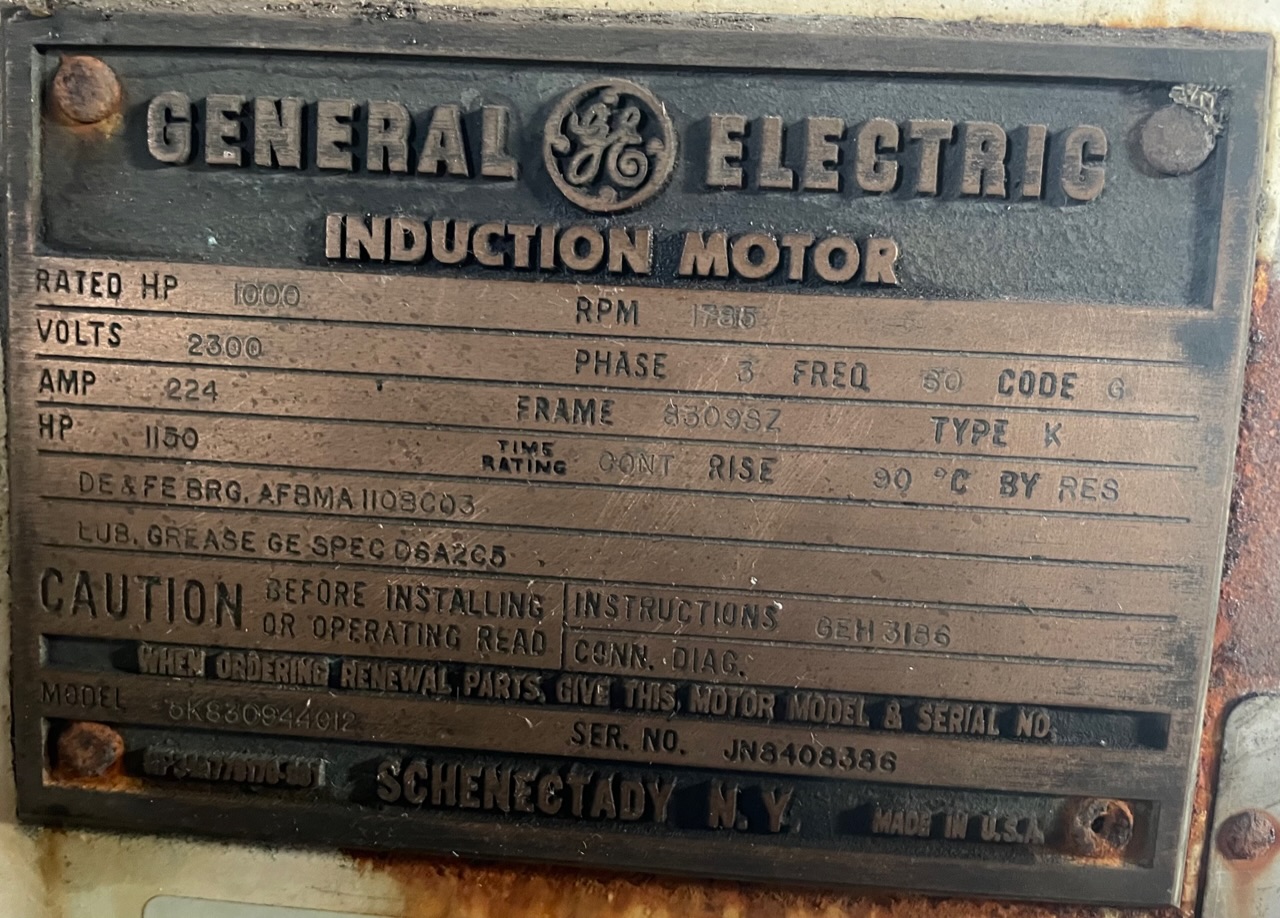 GENERAL GE ELECTRIC
INDUCTION MOTOR
RATED HP 1000 RPM 1785
VOLTS 2300 PHASE 3 FREQ 60 CODE G
AMP 224 FRAME 8309SZ TYPE K
HP 1150 TIME RATING CONT RISE 90 °C BY RES
DE & FE BRG. AFBMA 110BC03
LUB. GREASE GE SPEC D6A2C5
CAUTION BEFORE INSTALLING OR OPERATING READ
INSTRUCTIONS GEH 3186
CONN. DIAG.
WHEN ORDERING RENEWAL PARTS, GIVE THIS MOTOR MODEL & SERIAL NO.
MODEL 5K830944012 SER. NO. JN8408386
SCHENECTADY N.Y. MADE IN U.S.A.